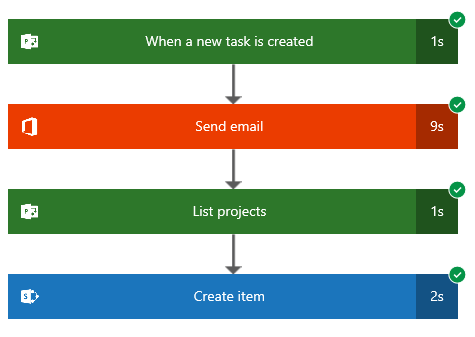 When a new task is created 1s
Send email 9s
List projects 1s
Create item 2s